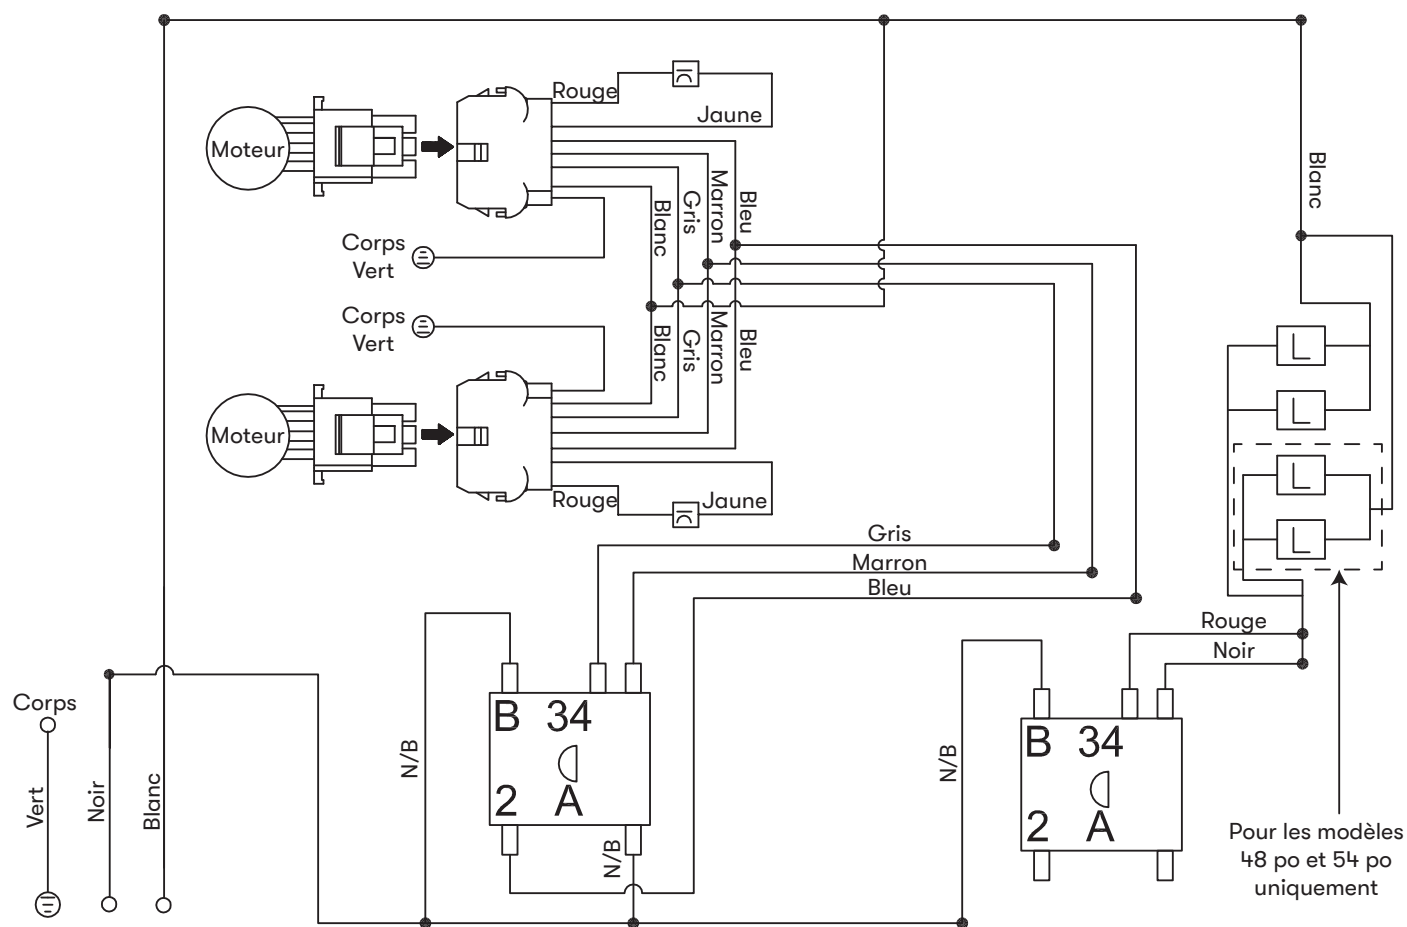 Rouge
Jaune
Moteur
Corps
Vert
Blanc
Gris
Marron
Bleu
Blanc
Corps
Vert
Blanc
Gris
Marron
Bleu
Moteur
Rouge
Jaune
L
L
L
L
Gris
Marron
Bleu
Rouge
Noir
Corps
Vert
Noir
Blanc
N/B
B 34
2 A
N/B
N/B
B 34
2 A
Pour les modèles
48 po et 54 po
uniquement